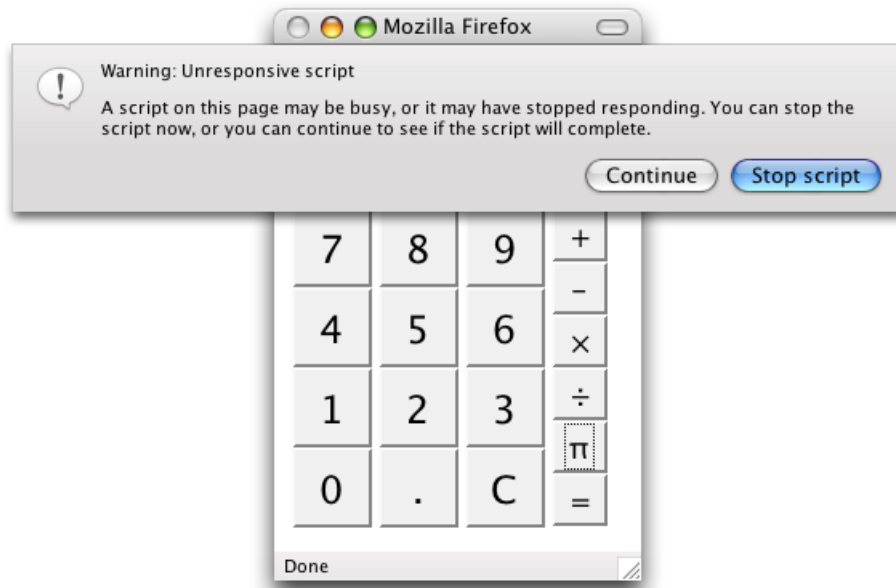 Mozilla Firefox
Warning: Unresponsive script
A script on this page may be busy, or it may have stopped responding. You can stop the
script now, or you can continue to see if the script will complete.
Continue Stop script
7 8 9 +
–
4 5 6 ×
÷
1 2 3
π
0 . C =
Done